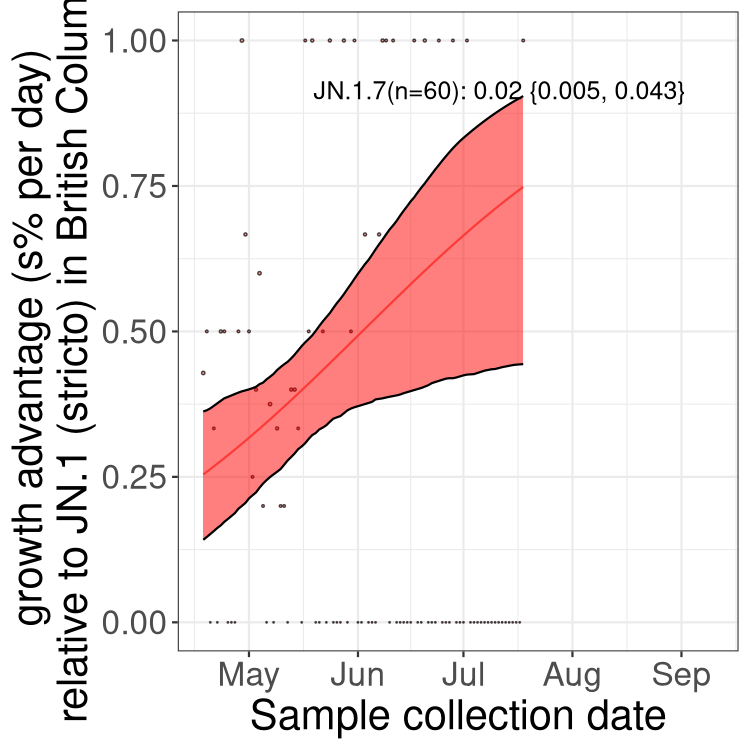 growth advantage (s% per day)
relative to JN.1 (stricto) in British Colum
1.00
0.75
0.50
0.25
0.00
JN.1.7(n=60): 0.02 {0.005, 0.043}
May Jun Jul Aug Sep
Sample collection date